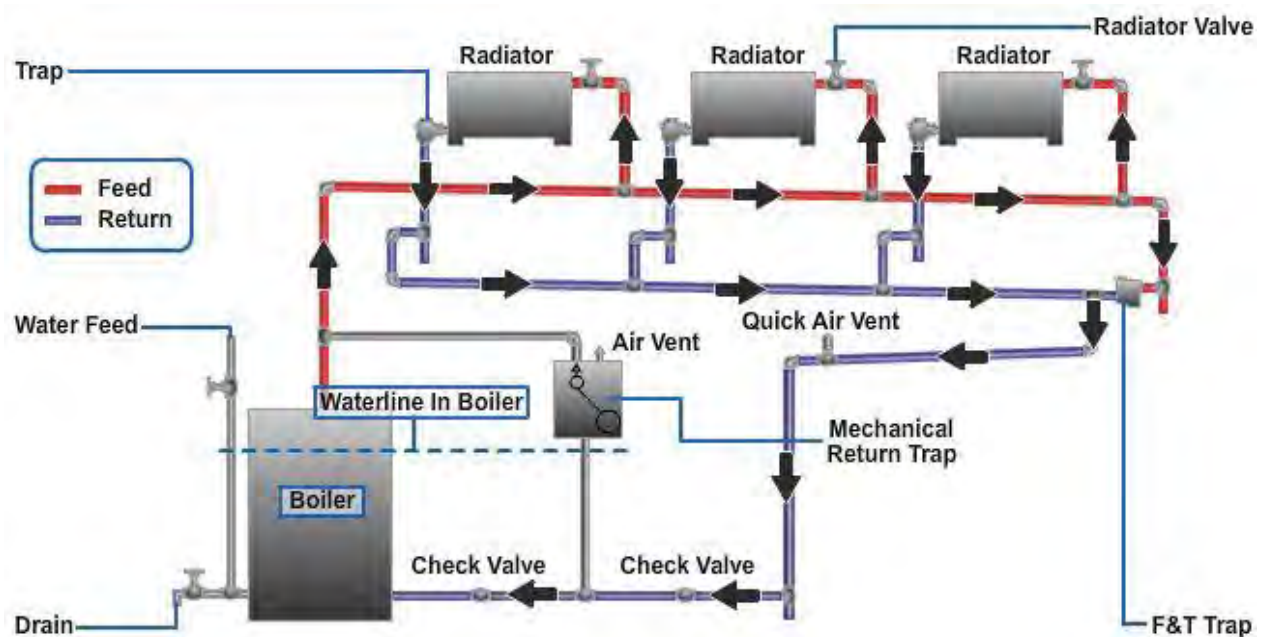 Radiator Valve
Radiator
Radiator
Radiator
Trap
Feed
Return
Water Feed
Quick Air Vent
Air Vent
Waterline In Boiler
Mechanical
Return Trap
Boiler
Check Valve
Check Valve
Drain
F&T Trap